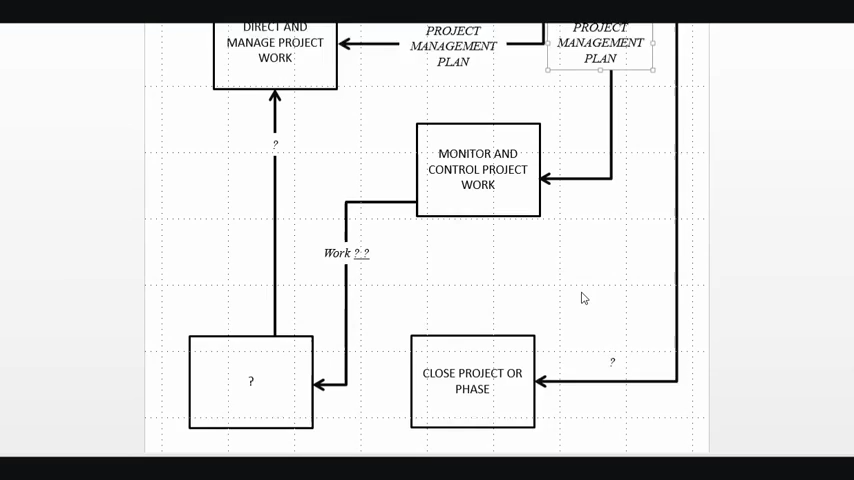 DIRECT AND
MANAGE PROJECT
WORK
PROJECT
MANAGEMENT
PLAN
PROJECT
MANAGEMENT
PLAN
?
MONITOR AND
CONTROL PROJECT
WORK
Work ? ?
?
CLOSE PROJECT OR
PHASE
?